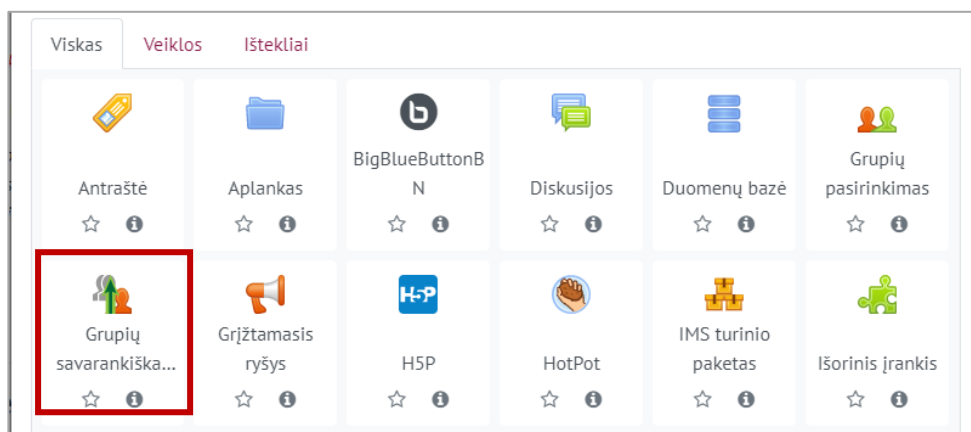 Viskas Veiklos Ištekliai
BigBlueButtonB
N
Antraštė Aplankas Diskusijos Duomenų bazė
Grupių
pasirinkimas
Grupių
savarankiška...
Grįžtamasis
ryšys
H5P
H5P
HotPot
IMS turinio
paketas
Išorinis įrankis